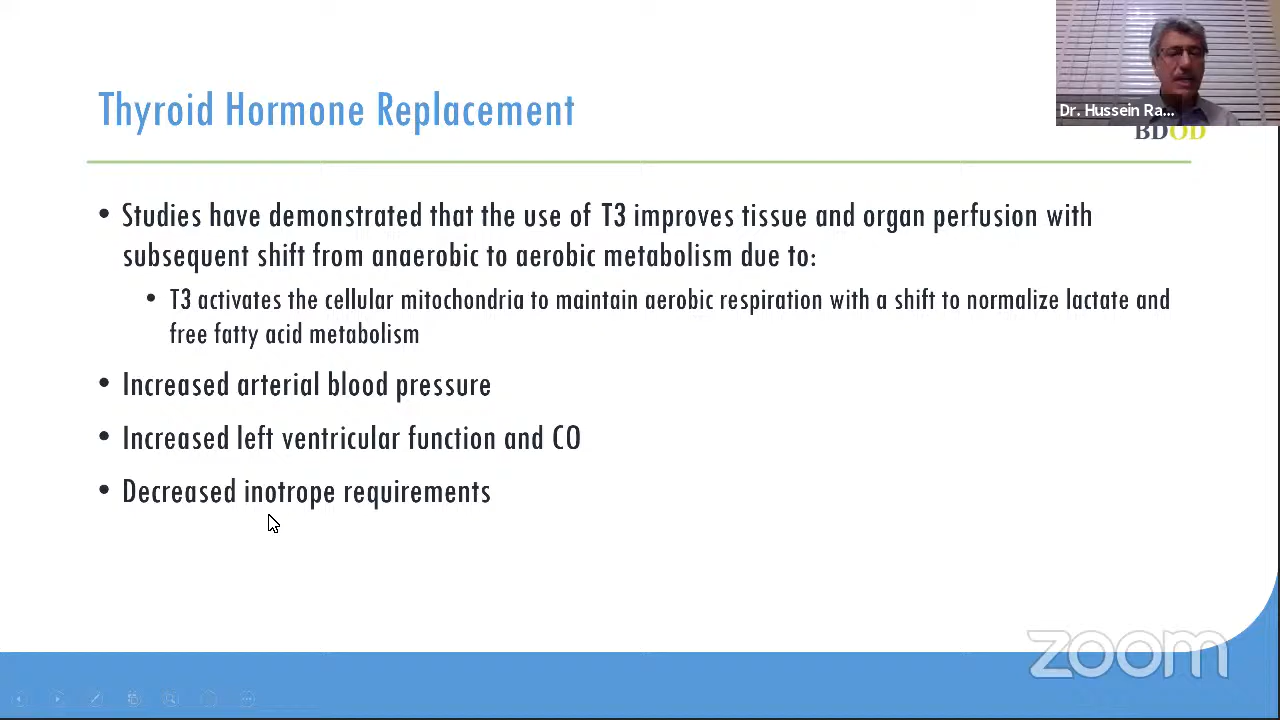 Dr. Hussein Ra...
BDOD
Thyroid Hormone Replacement
• Studies have demonstrated that the use of T3 improves tissue and organ perfusion with
subsequent shift from anaerobic to aerobic metabolism due to:
• T3 activates the cellular mitochondria to maintain aerobic respiration with a shift to normalize lactate and
free fatty acid metabolism
• Increased arterial blood pressure
• Increased left ventricular function and CO
• Decreased inotrope requirements
zoom